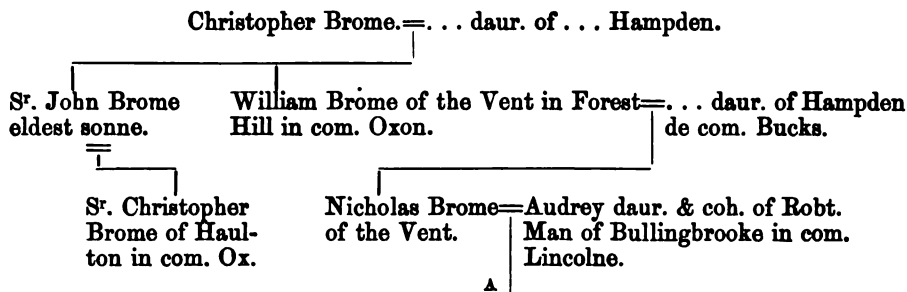 Christopher Brome.=. . . daur. of . . . Hampden.
Sr. John Brome
eldest sonne.
William Brome of the Vent in Forest=. . . daur. of Hampden
Hill in com. Oxon.
de com. Bucks.
Sr. Christopher
Brome of Haul-
ton in com. Ox.
Nicholas Brome=Audrey daur. & coh. of Robt.
of the Vent.
Man of Bullingbrooke in com.
Lincolne.
A